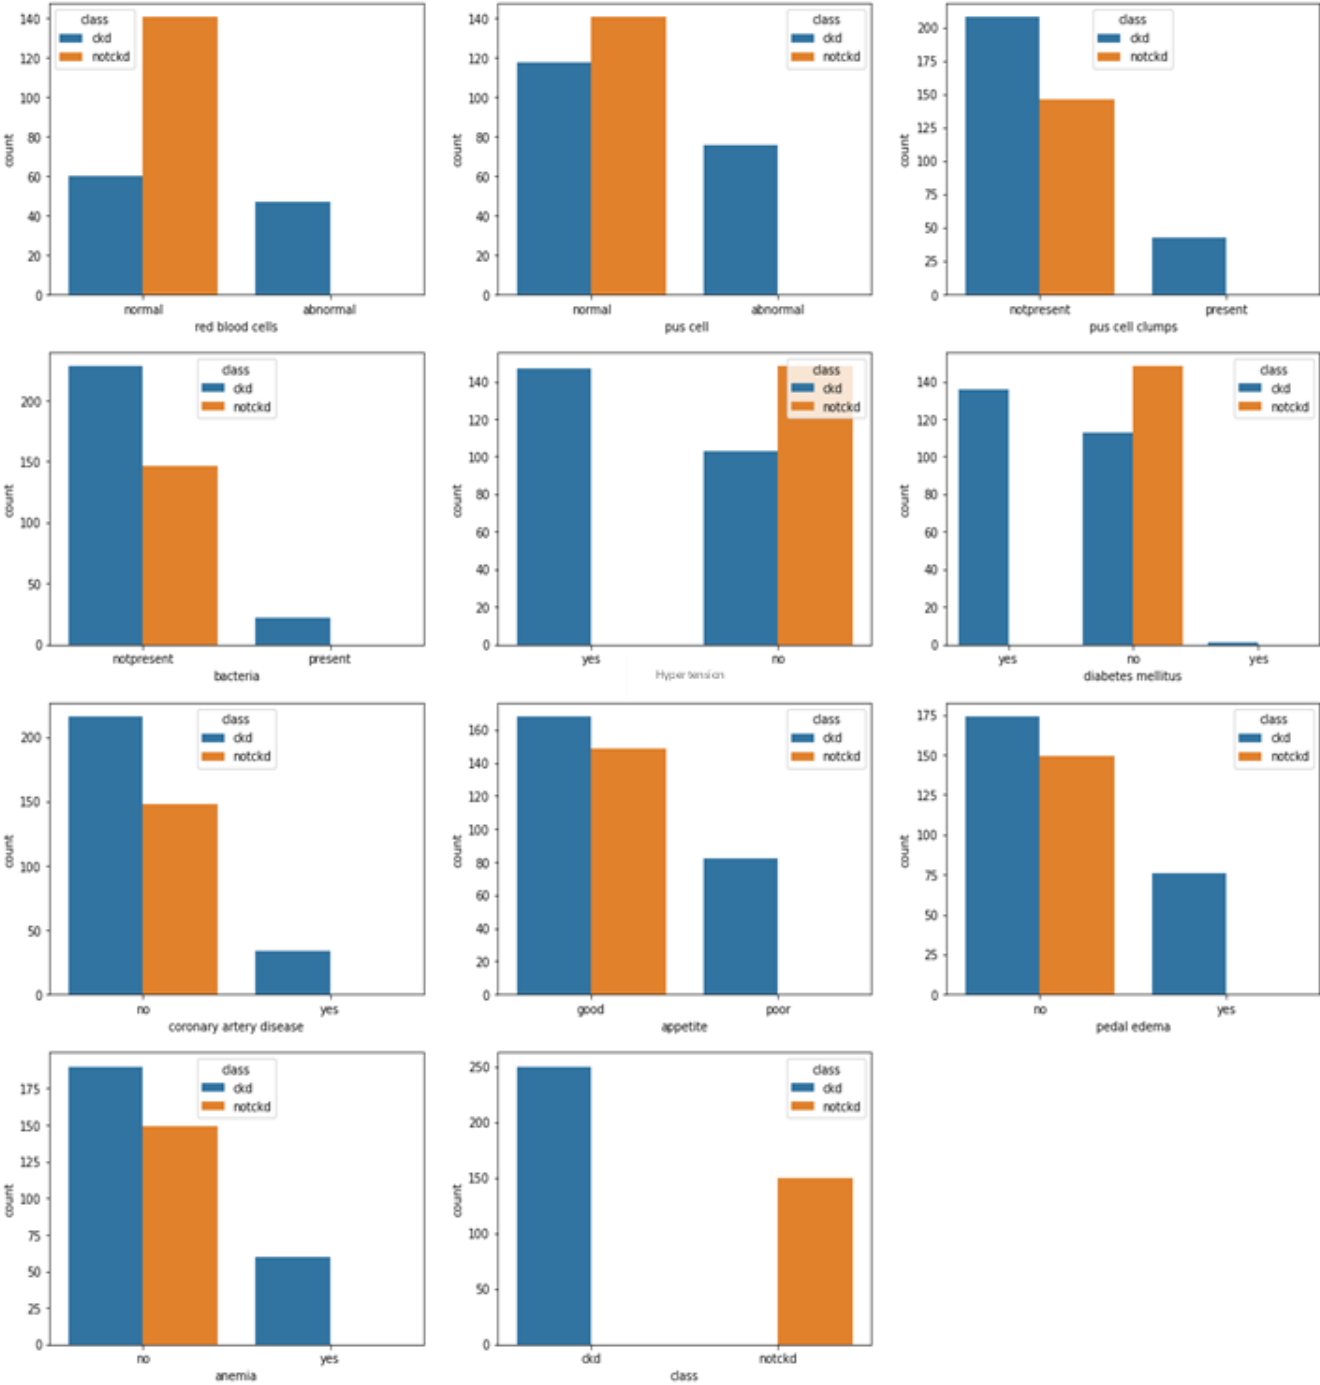 class
ckd
notckd
count
140
120
100
80
60
40
20
0
normal
abnormal
red blood cells
class
ckd
notckd
count
140
120
100
80
60
40
20
0
normal
abnormal
pus cell
class
ckd
notckd
count
200
175
150
125
100
75
50
25
0
notpresent
present
pus cell clumps
class
ckd
notckd
count
200
150
100
50
0
notpresent
present
bacteria
class
ckd
notckd
count
140
120
100
80
60
40
20
0
yes
no
Hypertension
class
ckd
notckd
count
140
120
100
80
60
40
20
0
yes
no
yes
diabetes mellitus
class
ckd
notckd
count
200
150
100
50
0
no
yes
coronary artery disease
class
ckd
notckd
count
160
140
120
100
80
60
40
20
0
good
poor
appetite
class
ckd
notckd
count
175
150
125
100
75
50
25
0
no
yes
pedal edema
class
ckd
notckd
count
175
150
125
100
75
50
25
0
no
yes
anemia
class
ckd
notckd
count
250
200
150
100
50
0
ckd
notckd
class